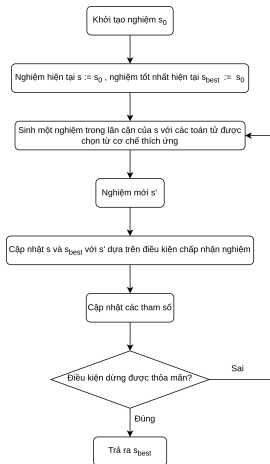 Khởi tạo nghiệm s0
Nghiệm hiện tại s := s0 , nghiệm tốt nhất hiện tại sbest := s0
Sinh một nghiệm trong lân cận của s với các toán tử được
chọn từ cơ chế thích ứng
Nghiệm mới s'
Cập nhật s và sbest với s' dựa trên điều kiện chấp nhận nghiệm
Cập nhật các tham số
Điều kiện dừng được thỏa mãn?
Sai
Đúng
Trả ra sbest